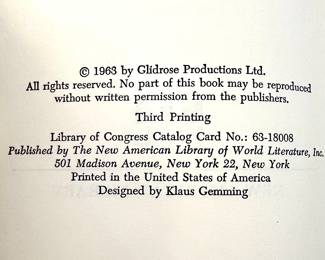 © 1963 by Glidrose Productions Ltd.
All rights reserved. No part of this book may be reproduced
without written permission from the publishers.
Third Printing
Library of Congress Catalog Card No.: 63-18008
Published by The New American Library of World Literature, Inc.
501 Madison Avenue, New York 22, New York
Printed in the United States of America
Designed by Klaus Gemming